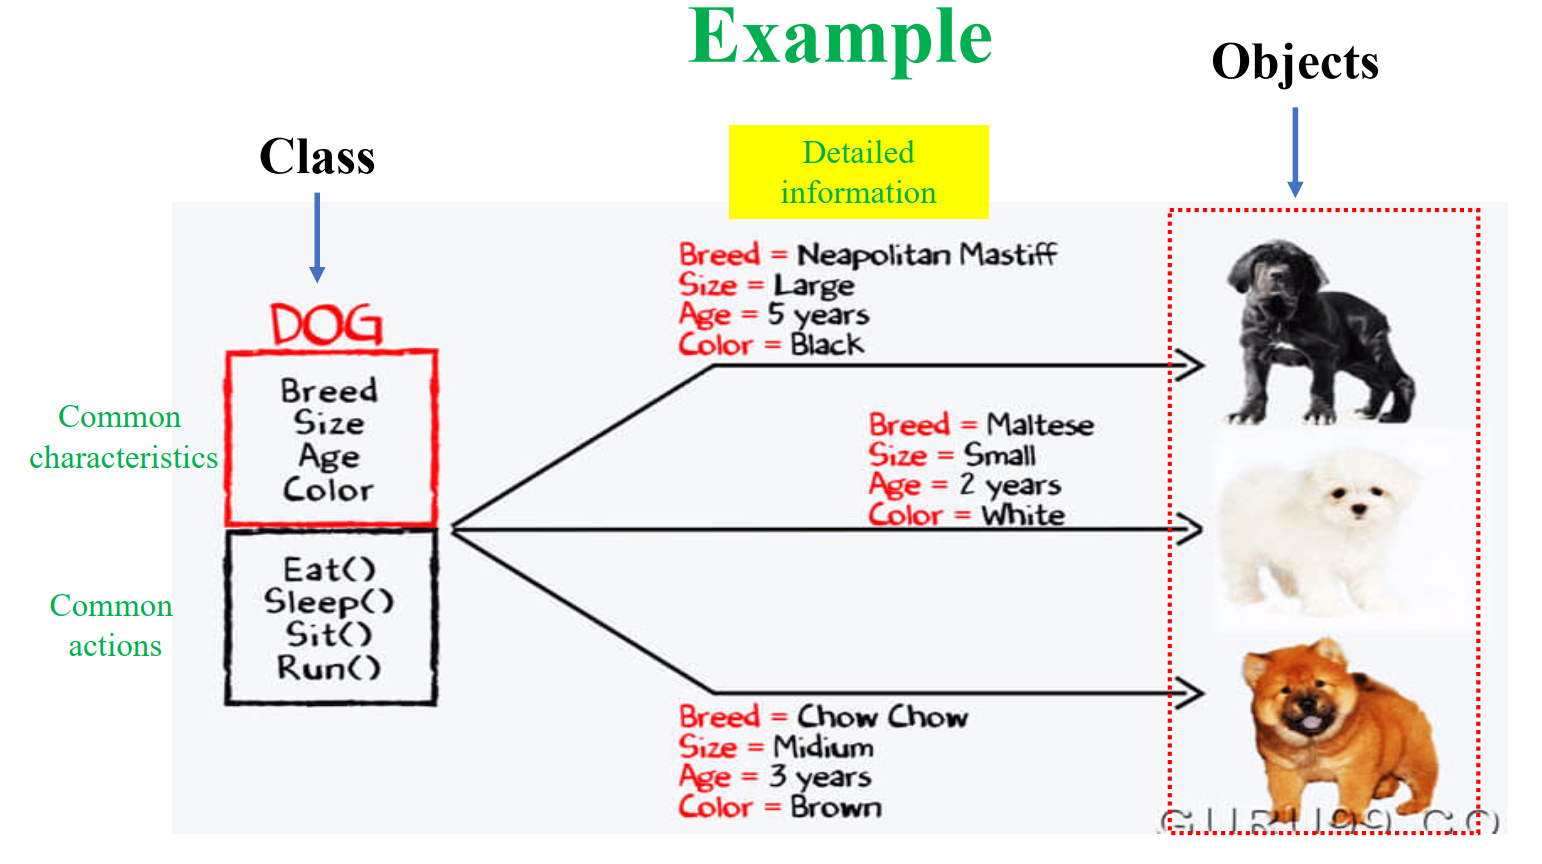 Example
Objects
Class
Detailed
information
DOG
Breed
Size
Age
Color
Common
characteristics
Eat()
Sleep()
Sit()
Run()
Common
actions
Breed = Neapolitan Mastiff
Size = Large
Age = 5 years
Color = Black
Breed = Maltese
Size = Small
Age = 2 years
Color = White
Breed = Chow Chow
Size = Midium
Age = 3 years
Color = Brown
GURU99.CO